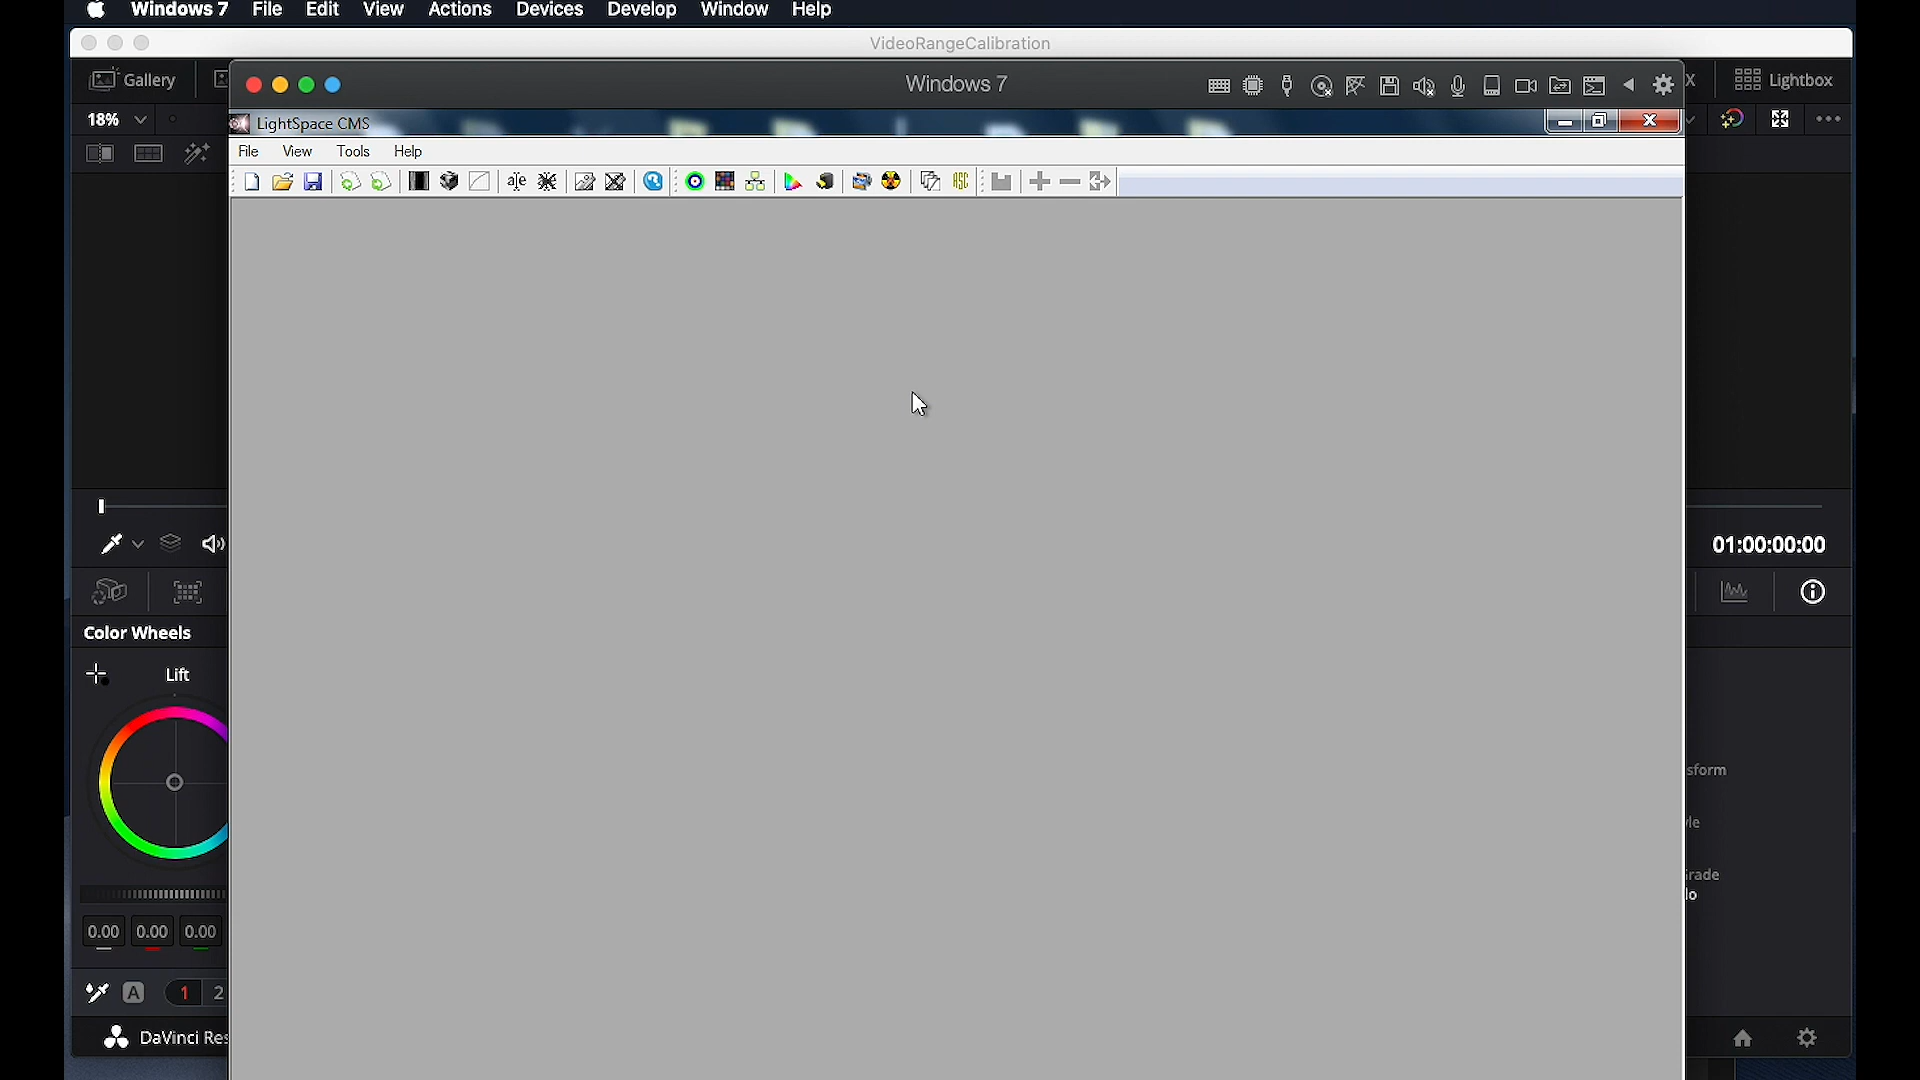 Windows 7 File Edit View Actions Devices Develop Window Help
VideoRangeCalibration
Gallery
Windows 7
X
Lightbox
18%
LightSpace CMS
File View Tools Help
a|e
ASC
01:00:00:00
Color Wheels
Lift
sform
yle
rade
lo
0.00 0.00 0.00
A 1 2
DaVinci Res